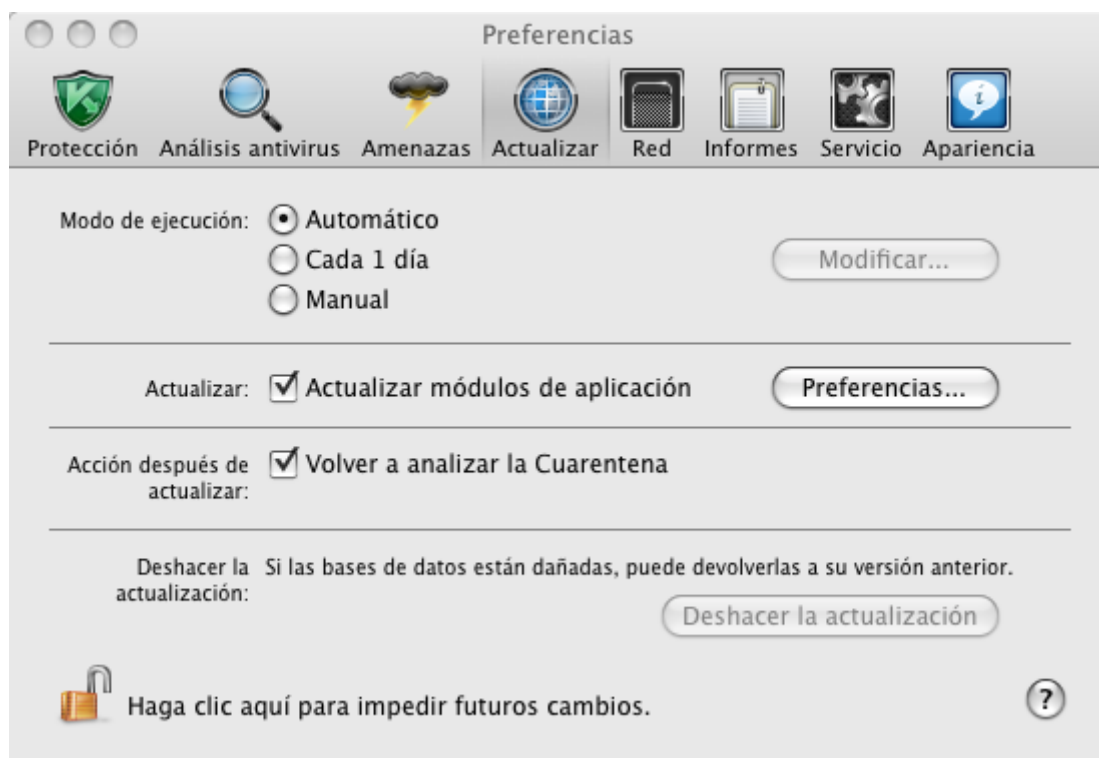 Preferencias
Protección Análisis antivirus Amenazas Actualizar Red Informes Servicio Apariencia
Modo de ejecución: Automático
Cada 1 día Modificar...
Manual
Actualizar: Actualizar módulos de aplicación Preferencias...
Acción después de Volver a analizar la Cuarentena
actualizar:
Deshacer la Si las bases de datos están dañadas, puede devolverlas a su versión anterior.
actualización:
Deshacer la actualización
Haga clic aquí para impedir futuros cambios. ?